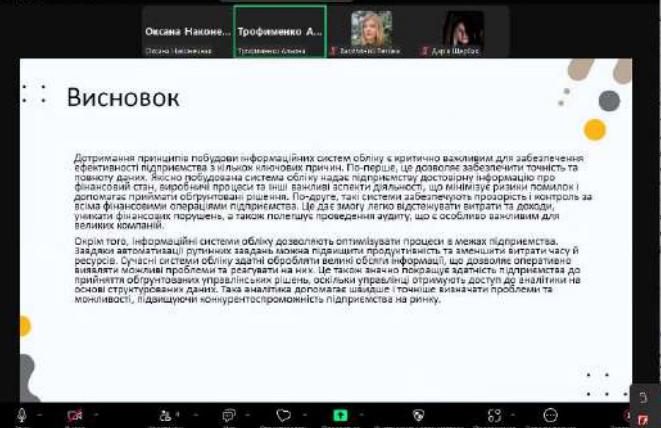 Оксана Наконе... Трофименко А...
Оксана Наконечная Трофименко Альона Дар'я Щербак
Висновок
Дотримання принципів побудови інформаційних систем обліку є критично важливим для забезпечення
ефективності підприємства з кількох ключових причин. По-перше, це дозволяє забезпечити точність та
повноту даних. Якісно побудована система обліку надає підприємству достовірну інформацію про
фінансовий стан, виробничі процеси та інші важливі аспекти діяльності, що мінімізує ризики помилок і
допомагає приймати обґрунтовані рішення. По-друге, такі системи забезпечують прозорість і контроль за
всіма фінансовими операціями підприємства. Це дає змогу легко відстежувати витрати та доходи,
уникати фінансових порушень, а також полегшує проведення аудиту, що є особливо важливим для
великих компаній.
Окрім того, інформаційні системи обліку дозволяють оптимізувати процеси в межах підприємства.
Завдяки автоматизації рутинних завдань можна підвищити продуктивність та зменшити витрати часу й
ресурсів. Сучасні системи обліку здатні обробляти великі обсяги інформації, що дозволяє оперативно
виявляти можливі проблеми та реагувати на них. Це також значно покращує здатність підприємства до
прийняття обґрунтованих управлінських рішень, оскільки управлінці отримують доступ до аналітики на
основі структурованих даних. Така аналітика допомагає швидше і точніше визначати проблеми та
можливості, підвищуючи конкурентоспроможність підприємства на ринку.